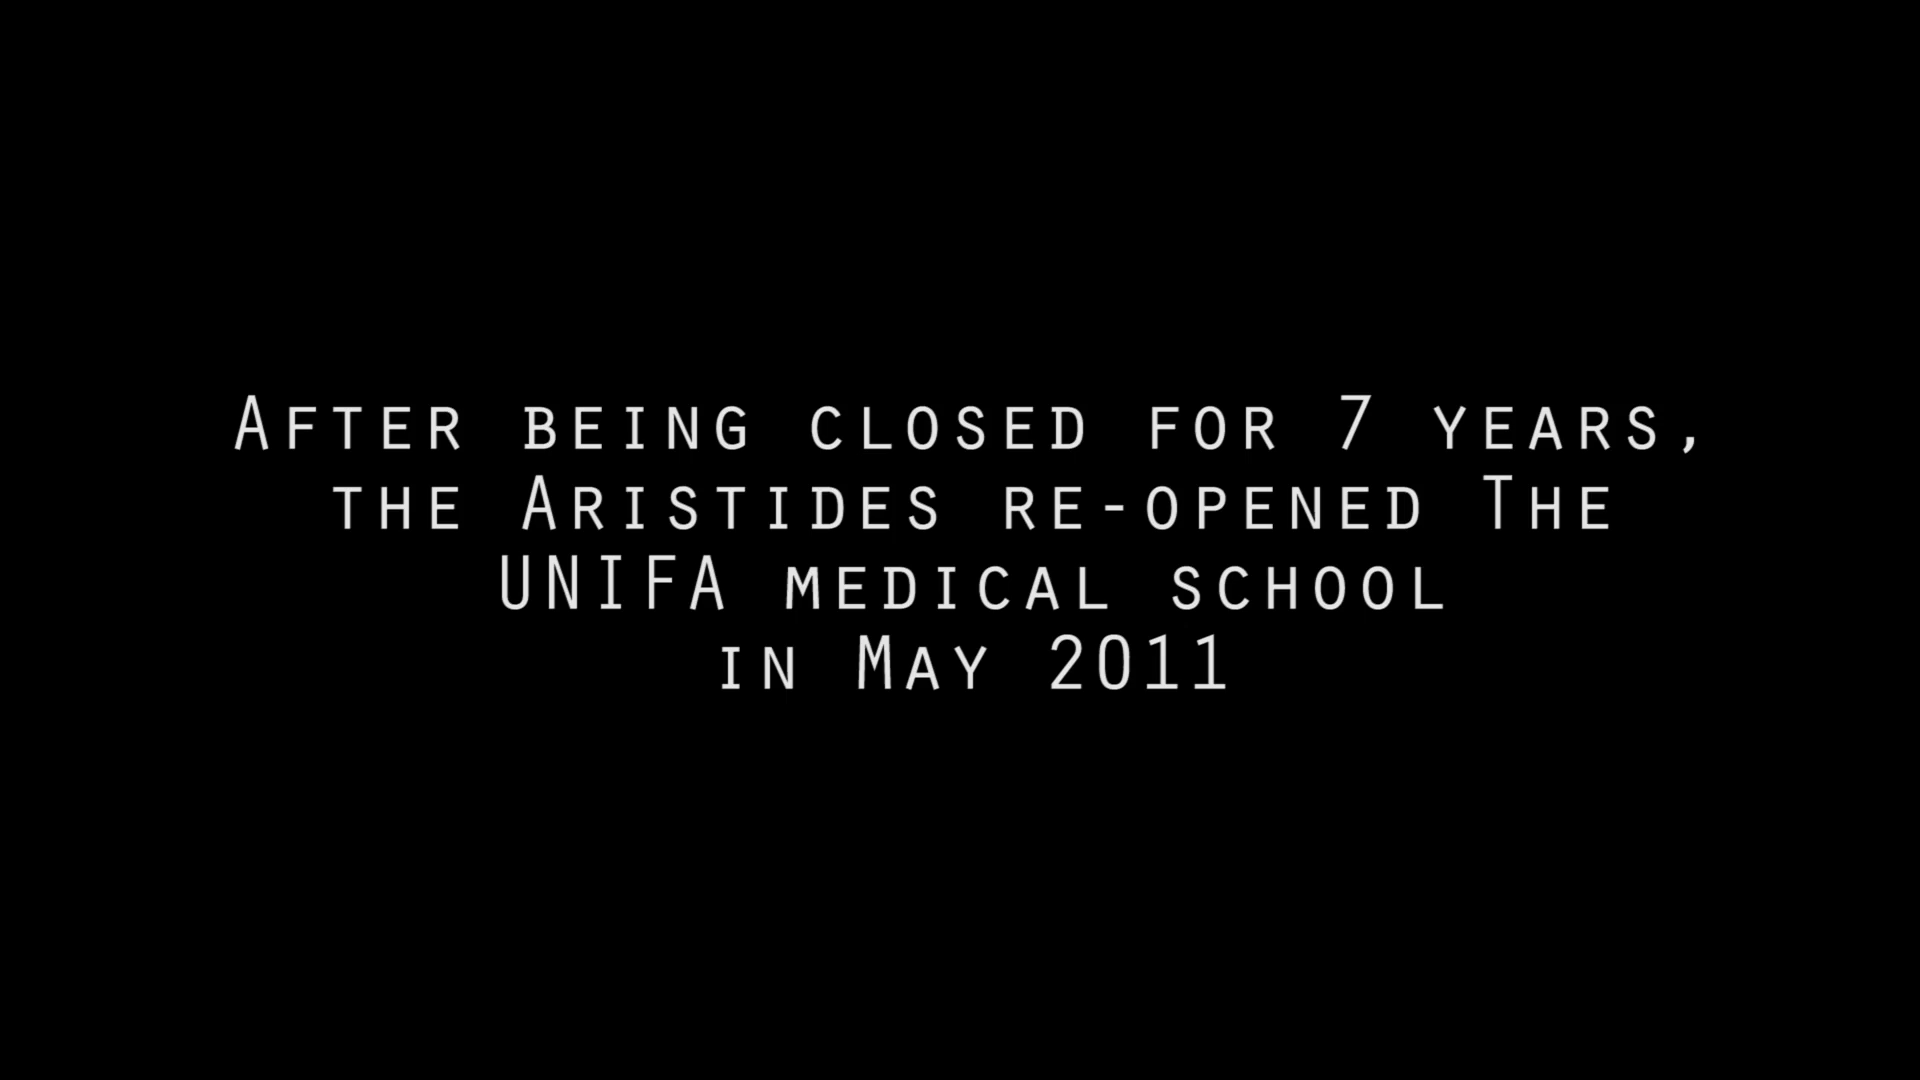 After being closed for 7 years,
the Aristides re-opened The
UNIFA medical school
in May 2011